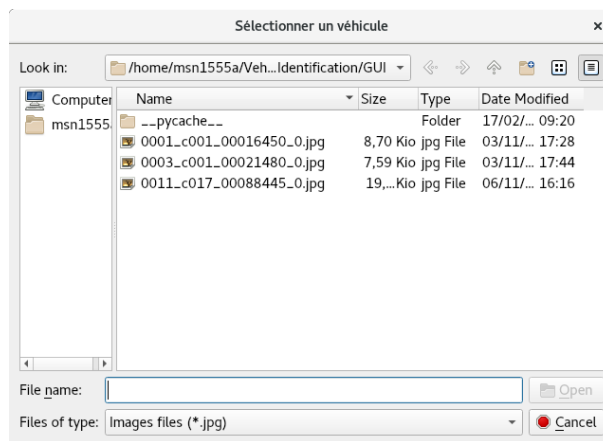 Sélectionner un véhicule
Look in: /home/msn1555a/Veh...Identification/GUI
Computer
msn1555
Name Size Type Date Modified
__pycache__ Folder 17/02/... 09:20
0001_c001_00016450_0.jpg 8,70 Kio jpg File 03/11/... 17:28
0003_c001_00021480_0.jpg 7,59 Kio jpg File 03/11/... 17:44
0011_c017_00088445_0.jpg 19,...Kio jpg File 06/11/... 16:16
File name: Open
Files of type: Images files (*.jpg) Cancel